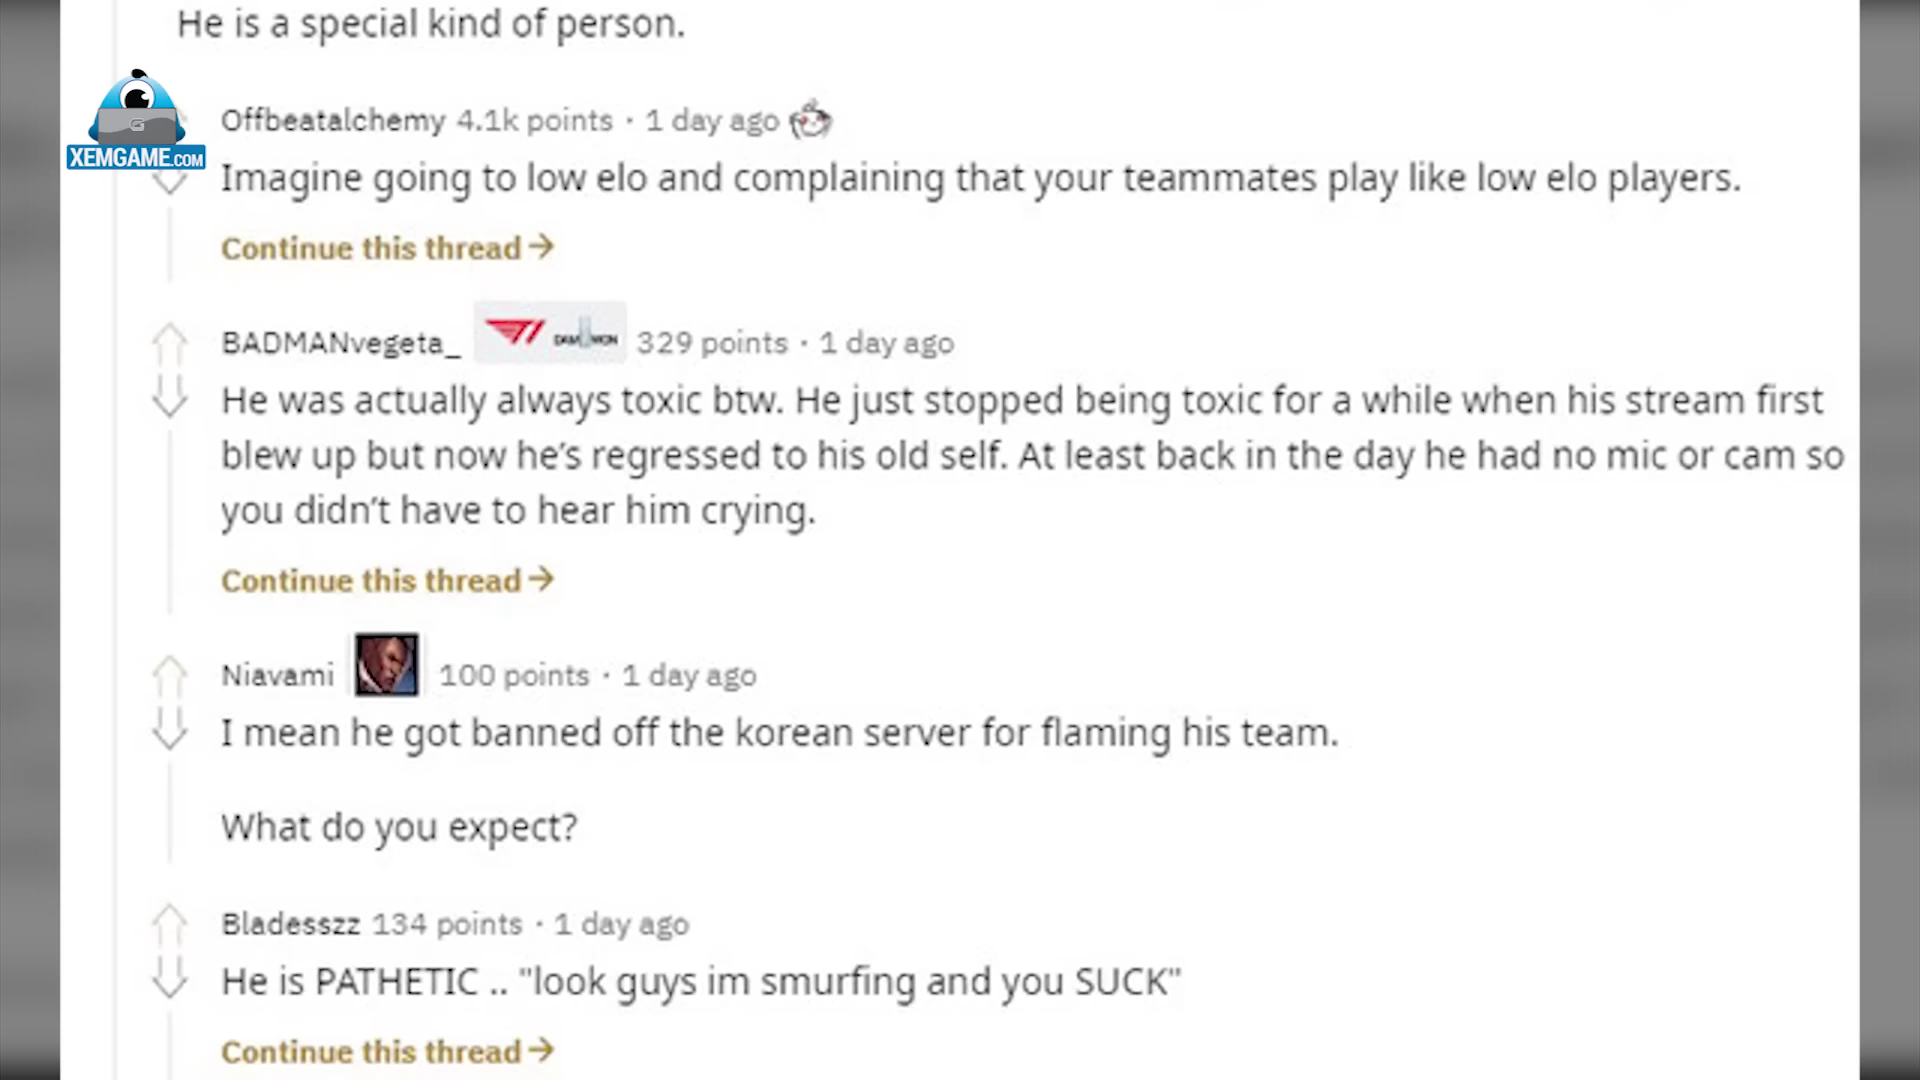 He is a special kind of person.
Offbeatalchemy 4.1k points · 1 day ago
XEMGAME.COM
Imagine going to low elo and complaining that your teammates play like low elo players.
Continue this thread→
BADMANvegeta_ 329 points · 1 day ago
He was actually always toxic btw. He just stopped being toxic for a while when his stream first
blew up but now he’s regressed to his old self. At least back in the day he had no mic or cam so
you didn’t have to hear him crying.
Continue this thread→
Niavami 100 points · 1 day ago
I mean he got banned off the korean server for flaming his team.
What do you expect?
Bladesszz 134 points · 1 day ago
He is PATHETIC .. "look guys im smurfing and you SUCK"
Continue this thread→